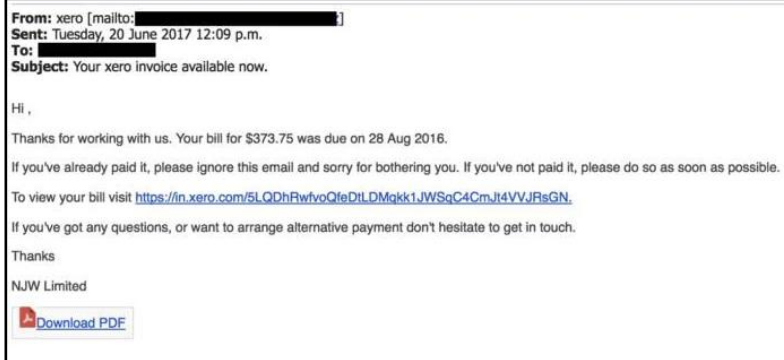 From: xero [mailto:
Sent: Tuesday, 20 June 2017 12:09 p.m.
To:
Subject: Your xero invoice available now.
Hi ,
Thanks for working with us. Your bill for $373.75 was due on 28 Aug 2016.
If you've already paid it, please ignore this email and sorry for bothering you. If you've not paid it, please do so as soon as possible.
To view your bill visit https://in.xero.com/5LQDhRwfvoQfeDtLDMqkk1JWSqC4CmJt4VVJRsGN.
If you've got any questions, or want to arrange alternative payment don't hesitate to get in touch.
Thanks
NJW Limited
Download PDF